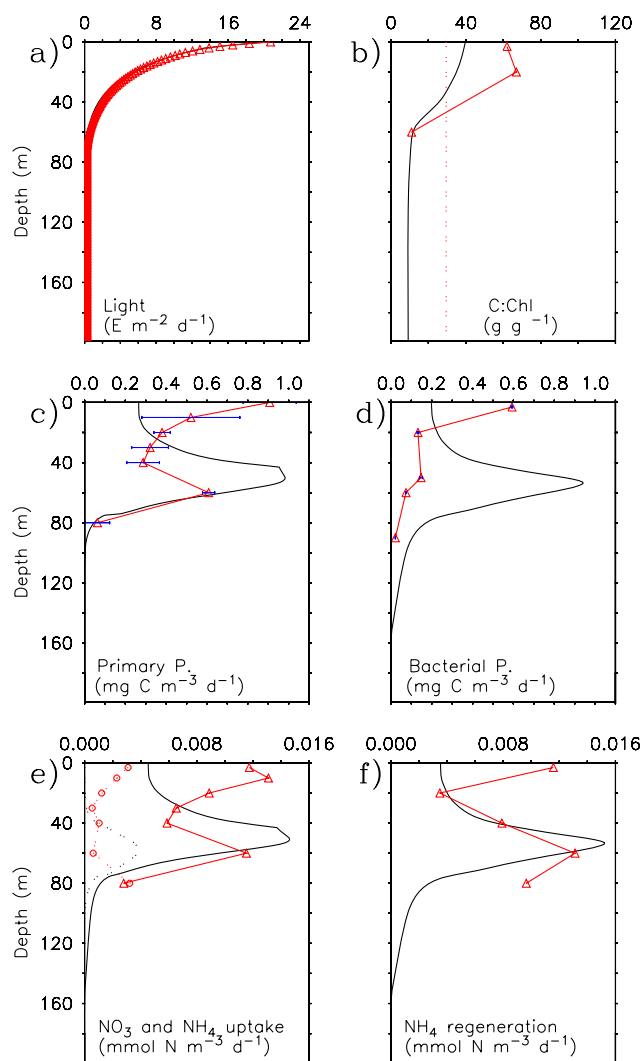 0 4 8 12 16 20 24
0 40 80 120 160
a)
b)
0
40
80
120
160
Depth (m)
Light
(E m⁻² d⁻¹)
C:Chl
(g g ⁻¹)
0.0 0.2 0.4 0.6 0.8 1.0
0.0 0.2 0.4 0.6 0.8 1.0
c)
d)
0
40
80
120
160
Depth (m)
Primary P.
(mg C m⁻³ d⁻¹)
Bacterial P.
(mg C m⁻³ d⁻¹)
0.000 0.008 0.016
0.000 0.008 0.016
e)
f)
0
40
80
120
160
Depth (m)
NO₃ and NH₄ uptake
(mmol N m⁻³ d⁻¹)
NH₄ regeneration
(mmol N m⁻³ d⁻¹)